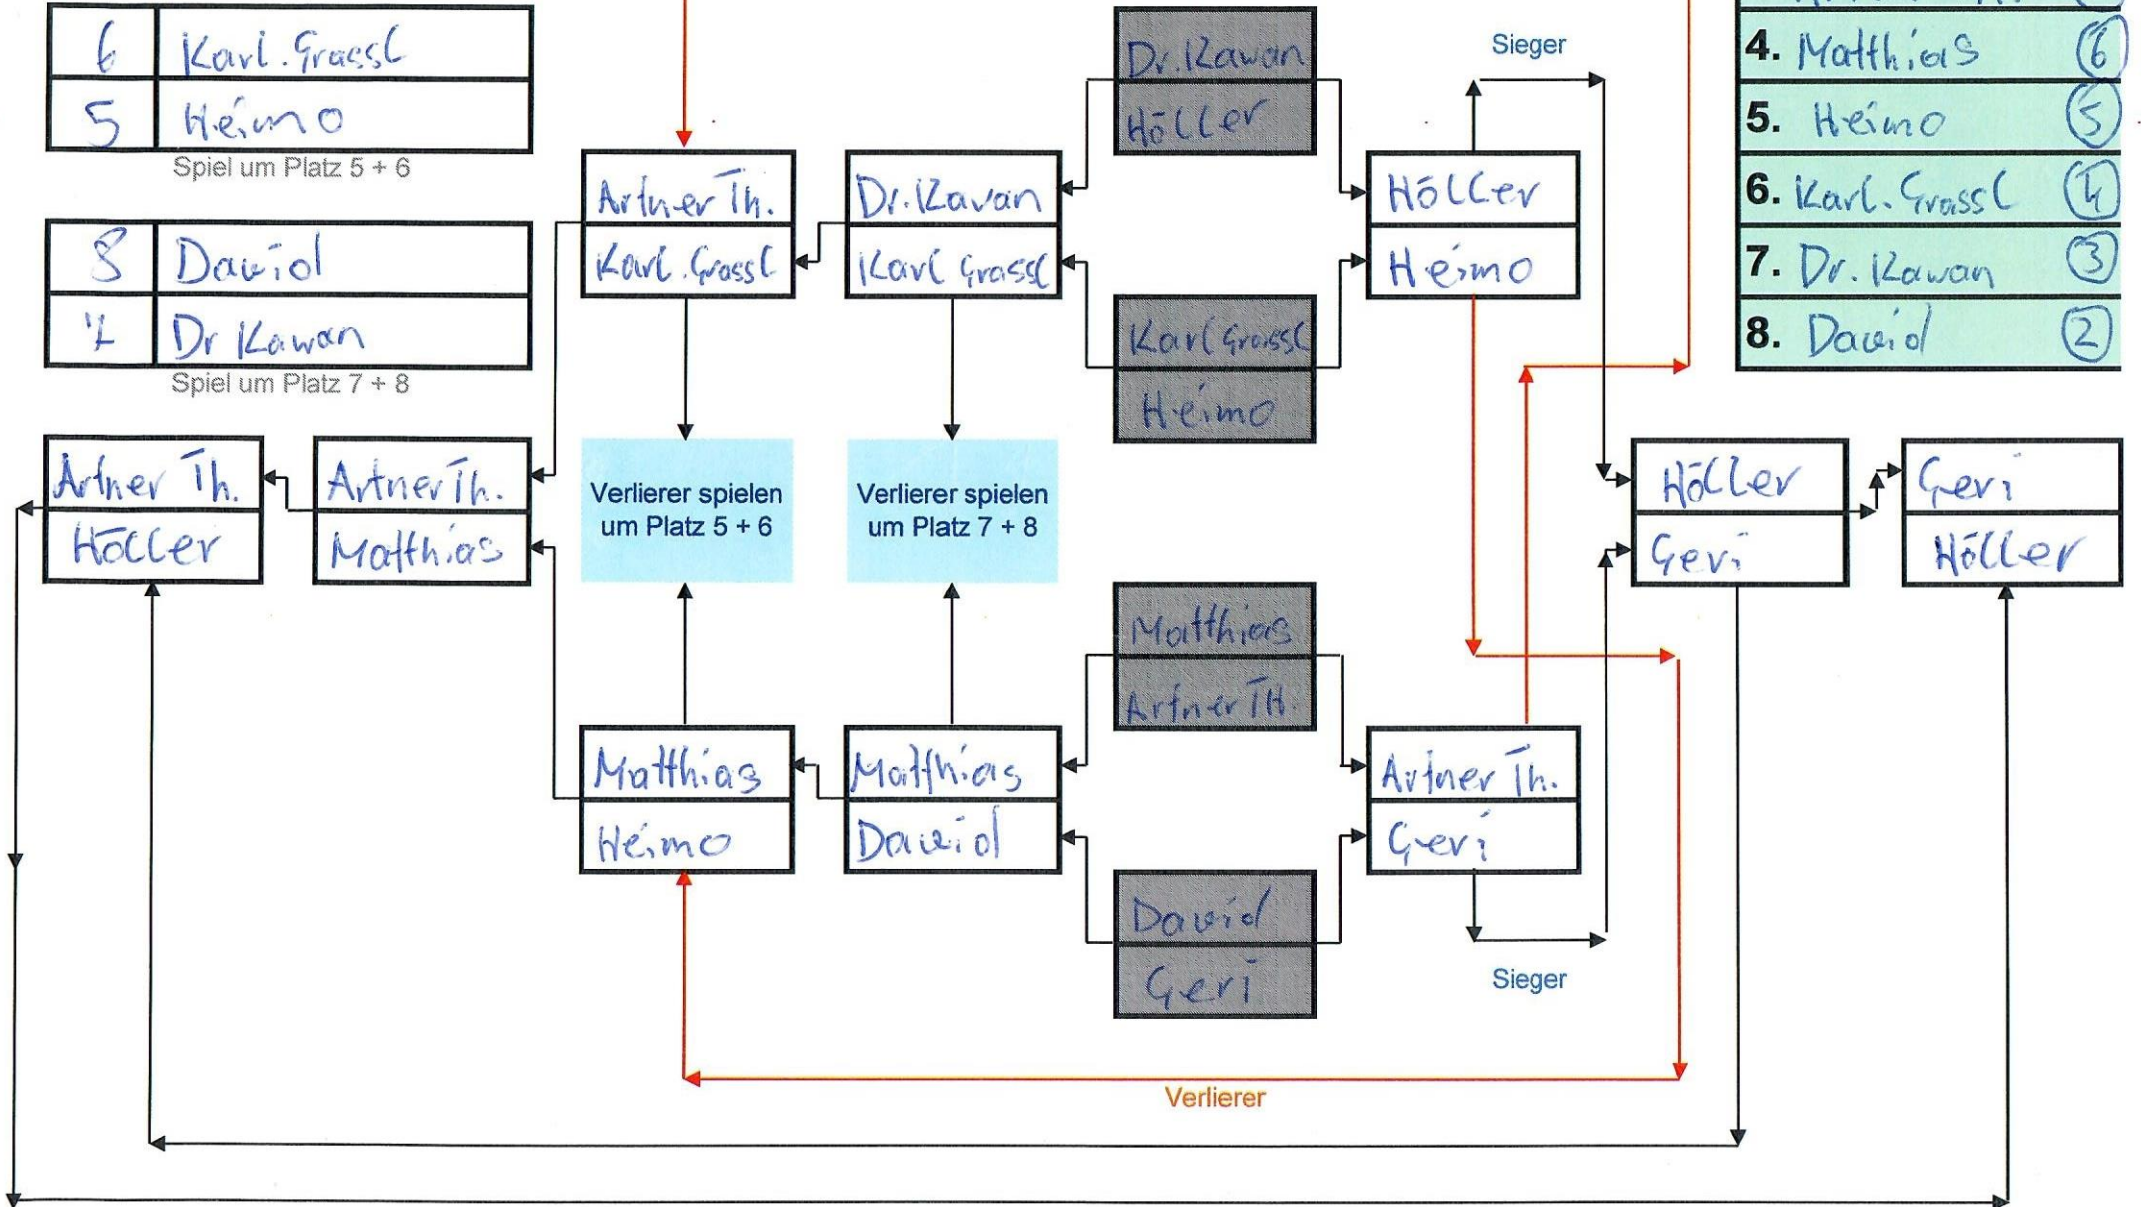 6 Karl. Grassl
5 Heimo
Spiel um Platz 5 + 6
8 David
7 Dr Kawan
Spiel um Platz 7 + 8
Artner Th.
Höller
Artner Th.
Matthias
Artner Th.
Karl. Grassl
Verlierer spielen
um Platz 5 + 6
Matthias
Heimo
Dr. Kawan
Karl Grassl
Verlierer spielen
um Platz 7 + 8
Matthias
David
Dr. Kawan
Höller
Karl Grassl
Heimo
Matthias
Artner TH.
David
Geri
Verlierer
Sieger
Höller
Heimo
Artner Th.
Geri
Sieger
Höller
Geri
Geri
Höller
4. Matthias 6
5. Heimo 5
6. Karl. Grassl 4
7. Dr. Kawan 3
8. David 2